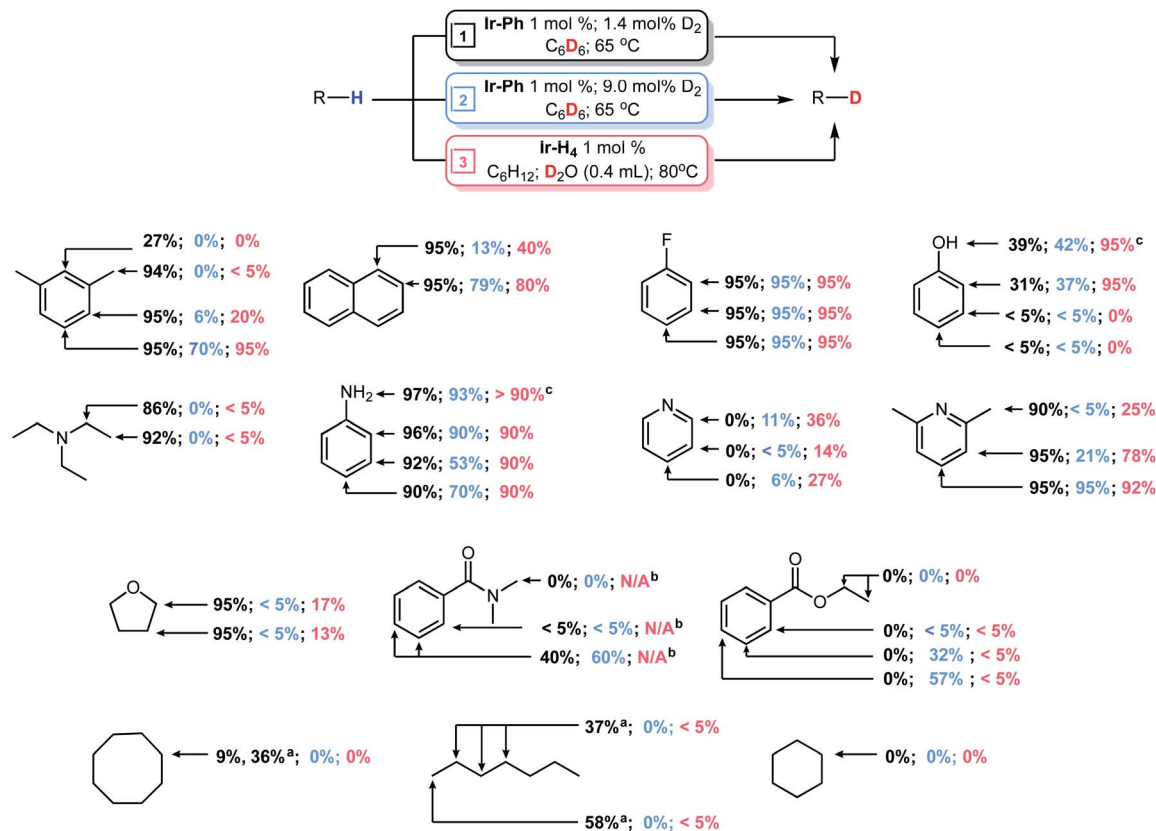 1 Ir-Ph 1 mol %; 1.4 mol% D₂
C₆D₆; 65 °C
R—H
2 Ir-Ph 1 mol %; 9.0 mol% D₂
C₆D₆; 65 °C
R—D
3 Ir-H₄ 1 mol %
C₆H₁₂; D₂O (0.4 mL); 80°C
27%; 0%; 0%
94%; 0%; < 5%
95%; 6%; 20%
95%; 70%; 95%
95%; 13%; 40%
95%; 79%; 80%
F
95%; 95%; 95%
95%; 95%; 95%
95%; 95%; 95%
OH
39%; 42%; 95%ᶜ
31%; 37%; 95%
< 5%; < 5%; 0%
< 5%; < 5%; 0%
N
86%; 0%; < 5%
92%; 0%; < 5%
NH₂
97%; 93%; > 90%ᶜ
96%; 90%; 90%
92%; 53%; 90%
90%; 70%; 90%
N
0%; 11%; 36%
0%; < 5%; 14%
0%; 6%; 27%
N
90%; < 5%; 25%
95%; 21%; 78%
95%; 95%; 92%
O
95%; < 5%; 17%
95%; < 5%; 13%
O
N
0%; 0%; N/Aᵇ
< 5%; < 5%; N/Aᵇ
40%; 60%; N/Aᵇ
O
O
0%; 0%; 0%
0%; < 5%; < 5%
0%; 32% ; < 5%
0%; 57% ; < 5%
9%, 36%ᵃ; 0%; 0%
37%ᵃ; 0%; < 5%
58%ᵃ; 0%; < 5%
0%; 0%; 0%